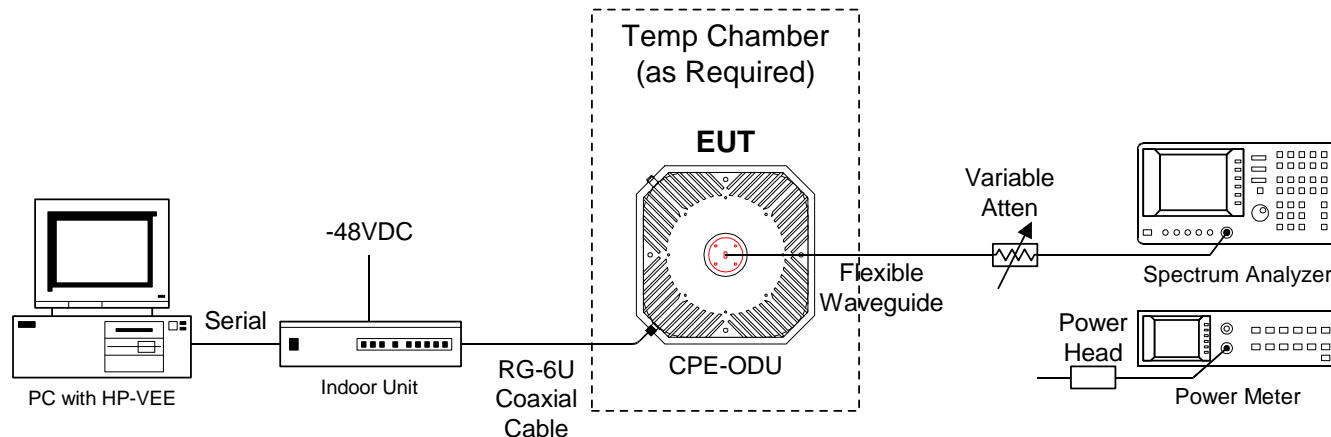 Temp Chamber
(as Required)
EUT
-48VDC
Serial
PC with HP-VEE
Indoor Unit
RG-6U
Coaxial
Cable
CPE-ODU
Flexible
Waveguide
Variable
Atten
Spectrum Analyzer
Power
Head
Power Meter